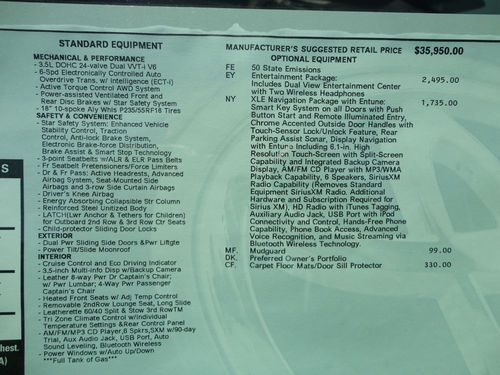 STANDARD EQUIPMENT
MECHANICAL & PERFORMANCE
- 3.5L DOHC 24-valve Dual VVT-i V6
- 6-Spd Electronically Controlled Auto
Overdrive Trans. w/ Intelligence (ECT-i)
- Active Torque Control AWD System
- Power-assisted Ventilated Front and
Rear Disc Brakes w/ Star Safety System
- 18" 10-spoke Aly Whls P235/55RF18 Tires
SAFETY & CONVENIENCE
- Star Safety System: Enhanced Vehicle
Stability Control, Traction
Control, Anti-lock Brake System,
Electronic Brake-force Distribution,
Brake Assist & Smart Stop Technology
- 3-point Seatbelts w/ALR & ELR Pass Belts
- Fr Seatbelt Pretensioners/Force Limiters
- Dr & Fr Pass: Active Headrests, Advanced
Airbag System, Seat-Mounted Side
Airbags and 3-row Side Curtain Airbags
- Driver's Knee Airbag
- Energy Absorbing Collapsible Str Column
- Reinforced Steel Unitized Body
- LATCH(Lwr Anchor & Tethers for Children)
for Outboard 2nd Row & 3rd Row Ctr Seats
- Child-protector Sliding Door Locks
EXTERIOR
- Dual Pwr Sliding Side Doors &Pwr Liftgte
- Power Tilt/Slide Moonroof
INTERIOR
- Cruise Control and Eco Driving Indicator
- 3.5-inch Multi-info Disp w/Backup Camera
- Leather 8-way Pwr Dr Captain's Chair;
w/ Pwr Lumbar; 4-Way Pwr Passenger
Captain's Chair
- Heated Front Seats w/ Adj Temp Control
- Removable 2ndRow Lounge Seat, Long Slide
- Leatherette 60/40 Split & Stow 3rd RowTM
- Tri Zone Climate Control w/Individual
Temperature Settings &Rear Control Panel
- AM/FM/MP3 CD Player,6 Spkrs,SXM w/90-day
Trial, Aux Audio Jack, USB Port, Auto
Sound Leveling, Bluetooth Wireless
- Power Windows w/Auto Up/Down
***Full Tank of Gas***
MANUFACTURER'S SUGGESTED RETAIL PRICE $35,950.00
OPTIONAL EQUIPMENT
FE 50 State Emissions
EY Entertainment Package: 2,495.00
Includes Dual View Entertainment Center
with Two Wireless Headphones
NY XLE Navigation Package with Entune: 1,735.00
Smart Key System on all Doors with Push
Button Start and Remote Illuminated Entry,
Chrome Accented Outside Door Handles with
Touch-Sensor Lock/Unlock Feature, Rear
Parking Assist Sonar, Display Navigation
with Entune Including 6.1-in. High
Resolution Touch-Screen with Split-Screen
Capability and Integrated Backup Camera
Display, AM/FM CD Player with MP3/WMA
Playback Capability, 6 Speakers, SiriusXM
Radio Capability (Removes Standard
Equipment SiriusXM Radio. Additional
Hardware and Subscription Required for
Sirius XM), HD Radio with iTunes Tagging,
Auxiliary Audio Jack, USB Port with iPod
Connectivity and Control, Hands-Free Phone
Capability, Phone Book Access, Advanced
Voice Recognition, and Music Streaming via
Bluetooth Wireless Technology.
MF. Mudguard 99.00
DK. Preferred Owner's Portfolio
CF. Carpet Floor Mats/Door Sill Protector 330.00
S
hest.
A)